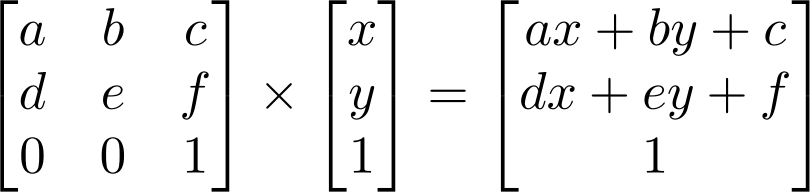 a b c x ax + by + c
d e f × y = dx + ey + f
0 0 1 1 1